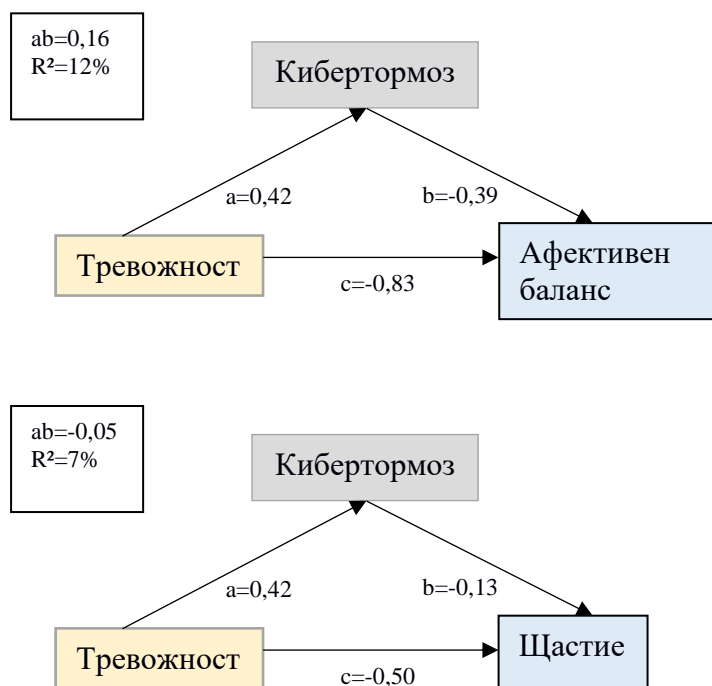 ab=0,16
R²=12%
Кибертормоз
a=0,42
b=-0,39
Тревожност
Афективен
баланс
c=-0,83
ab=-0,05
R²=7%
Кибертормоз
a=0,42
b=-0,13
Тревожност
Щастие
c=-0,50